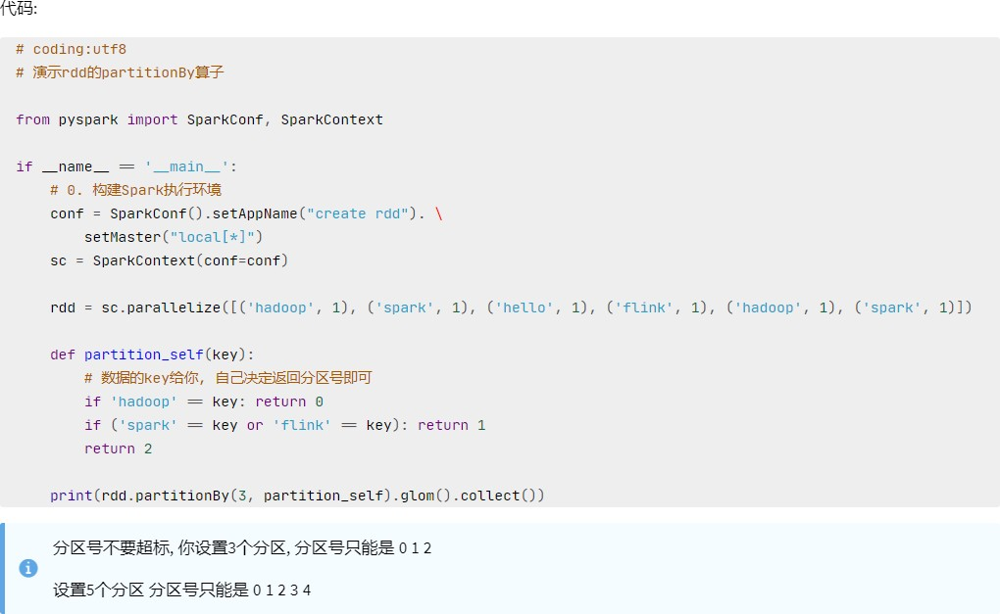 代码:
# coding:utf8
# 演示rdd的partitionBy算子
from pyspark import SparkConf, SparkContext
if __name__ == '__main__':
# 0. 构建Spark执行环境
conf = SparkConf().setAppName("create rdd"). \
setMaster("local[*]")
sc = SparkContext(conf=conf)
rdd = sc.parallelize([('hadoop', 1), ('spark', 1), ('hello', 1), ('flink', 1), ('hadoop', 1), ('spark', 1)])
def partition_self(key):
# 数据的key给你, 自己决定返回分区号即可
if 'hadoop' == key: return 0
if ('spark' == key or 'flink' == key): return 1
return 2
print(rdd.partitionBy(3, partition_self).glom().collect())
分区号不要超标, 你设置3个分区, 分区号只能是 0 1 2
设置5个分区 分区号只能是 0 1 2 3 4